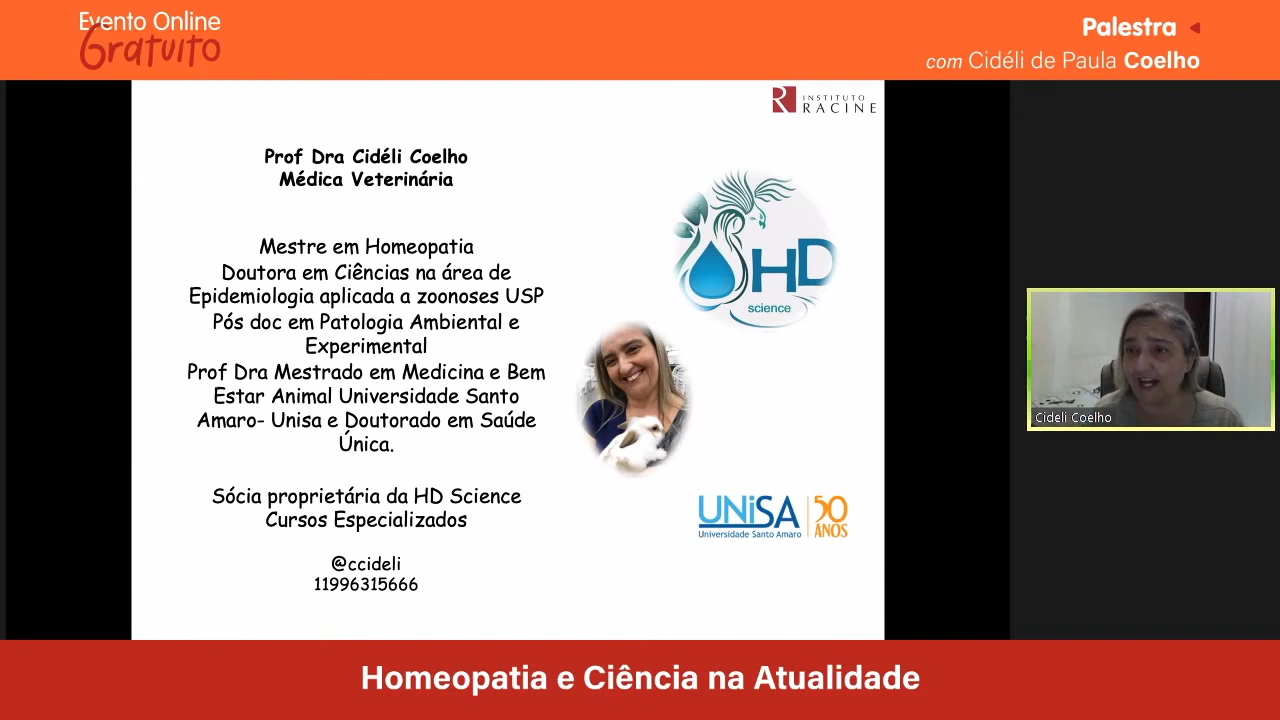 Evento Online
Gratuito
Palestra
com Cidéli de Paula Coelho
INSTITUTO
RACINE
Prof Dra Cidéli Coelho
Médica Veterinária
Mestre em Homeopatia
Doutora em Ciências na área de
Epidemiologia aplicada a zoonoses USP
Pós doc em Patologia Ambiental e
Experimental
Prof Dra Mestrado em Medicina e Bem
Estar Animal Universidade Santo
Amaro- Unisa e Doutorado em Saúde
Única.
Sócia proprietária da HD Science
Cursos Especializados
@ccideli
11996315666
HD
science
UNiSA
Universidade Santo Amaro
50
ANOS
Cideli Coelho
Homeopatia e Ciência na Atualidade